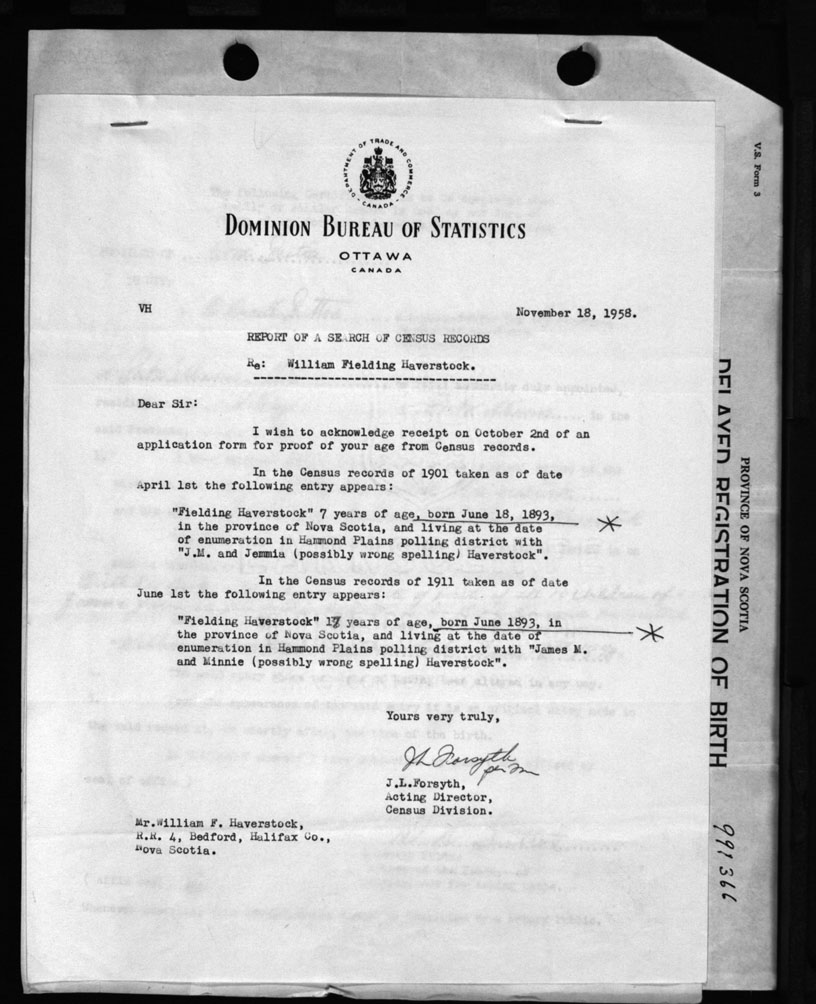 DEPARTMENT OF TRADE AND COMMERCE
- CANADA -
DOMINION BUREAU OF STATISTICS
OTTAWA
CANADA
VH
November 18, 1958.
REPORT OF A SEARCH OF CENSUS RECORDS
Re: William Fielding Haverstock.
Dear Sir:
I wish to acknowledge receipt on October 2nd of an
application form for proof of your age from Census records.
In the Census records of 1901 taken as of date
April 1st the following entry appears:
"Fielding Haverstock" 7 years of age, born June 18, 1893,
in the province of Nova Scotia, and living at the date
of enumeration in Hammond Plains polling district with
"J.M. and Jemmia (possibly wrong spelling) Haverstock".
In the Census records of 1911 taken as of date
June 1st the following entry appears:
"Fielding Haverstock" 17 years of age, born June 1893, in
the province of Nova Scotia, and living at the date of
enumeration in Hammond Plains polling district with "James M.
and Minnie (possibly wrong spelling) Haverstock".
Yours very truly,
J L Forsyth
J.L.Forsyth,
Acting Director,
Census Division.
Mr.William F. Haverstock,
R.R. 4, Bedford, Halifax Co.,
Nova Scotia.
V.S. Form 3
PROVINCE OF NOVA SCOTIA
DELAYED REGISTRATION OF BIRTH
991366